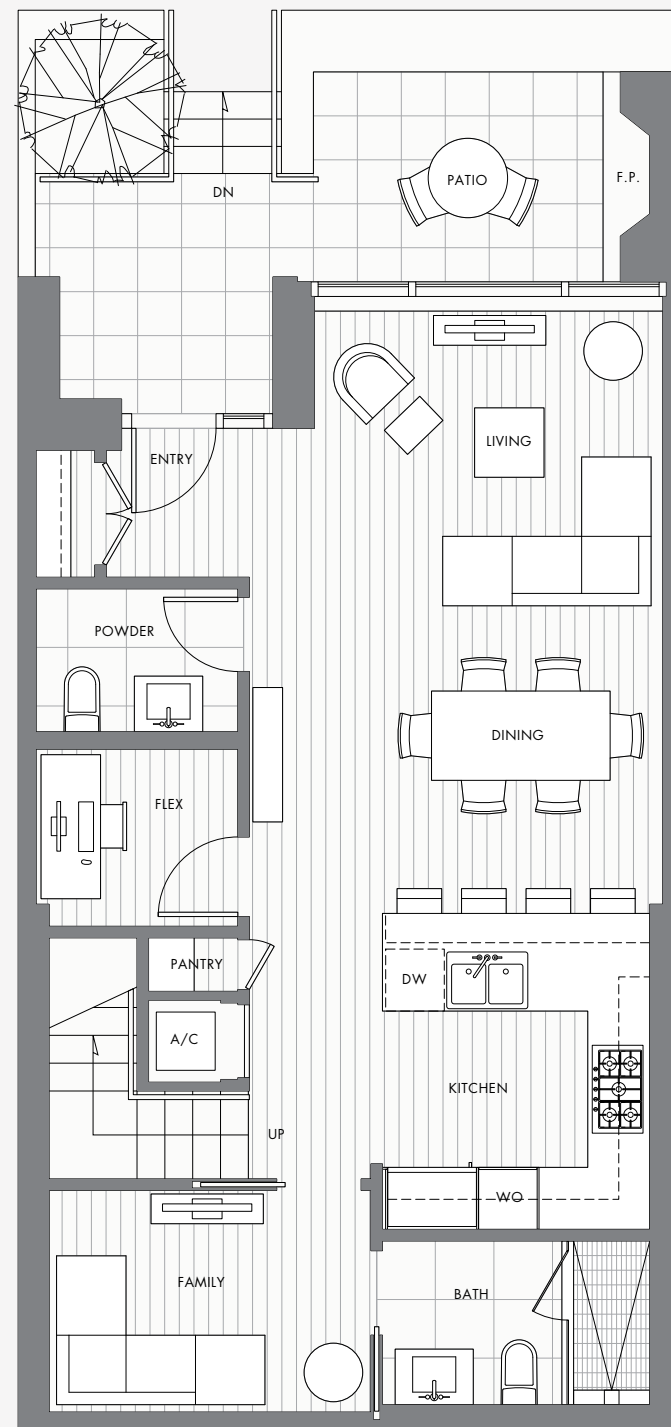 PATIO
F.P.
DN
LIVING
ENTRY
POWDER
DINING
FLEX
PANTRY
DW
A/C
KITCHEN
UP
WO
FAMILY
BATH